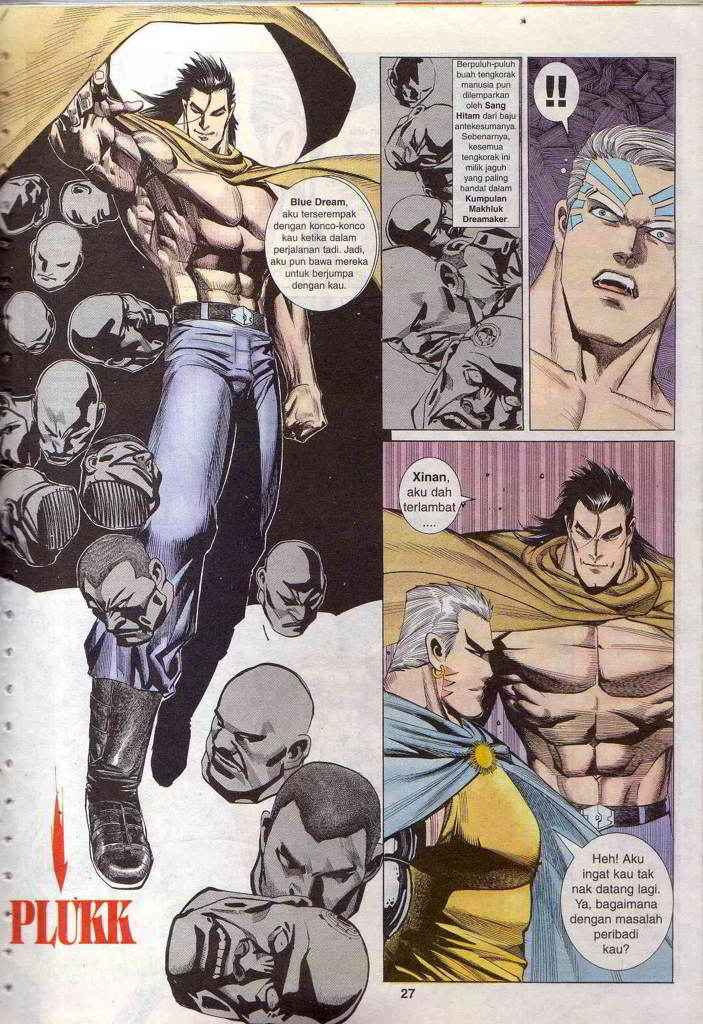 Blue Dream,
aku terserempak
dengan konco-konco
kau ketika dalam
perjalanan tadi. Jadi,
aku pun bawa mereka
untuk berjumpa
dengan kau.
Berpuluh-puluh
buah tengkorak
manusia pun
dilemparkan
oleh Sang
Hitam dari baju
antekesumanya.
Sebenarnya,
kesemua
tengkorak ini
milik jaguh
yang paling
handal dalam
Kumpulan
Makhluk
Dreamaker.
!!
Xinan,
aku dah
terlambat
....
Heh! Aku
ingat kau tak
nak datang lagi.
Ya, bagaimana
dengan masalah
peribadi
kau?
PLUKK
27